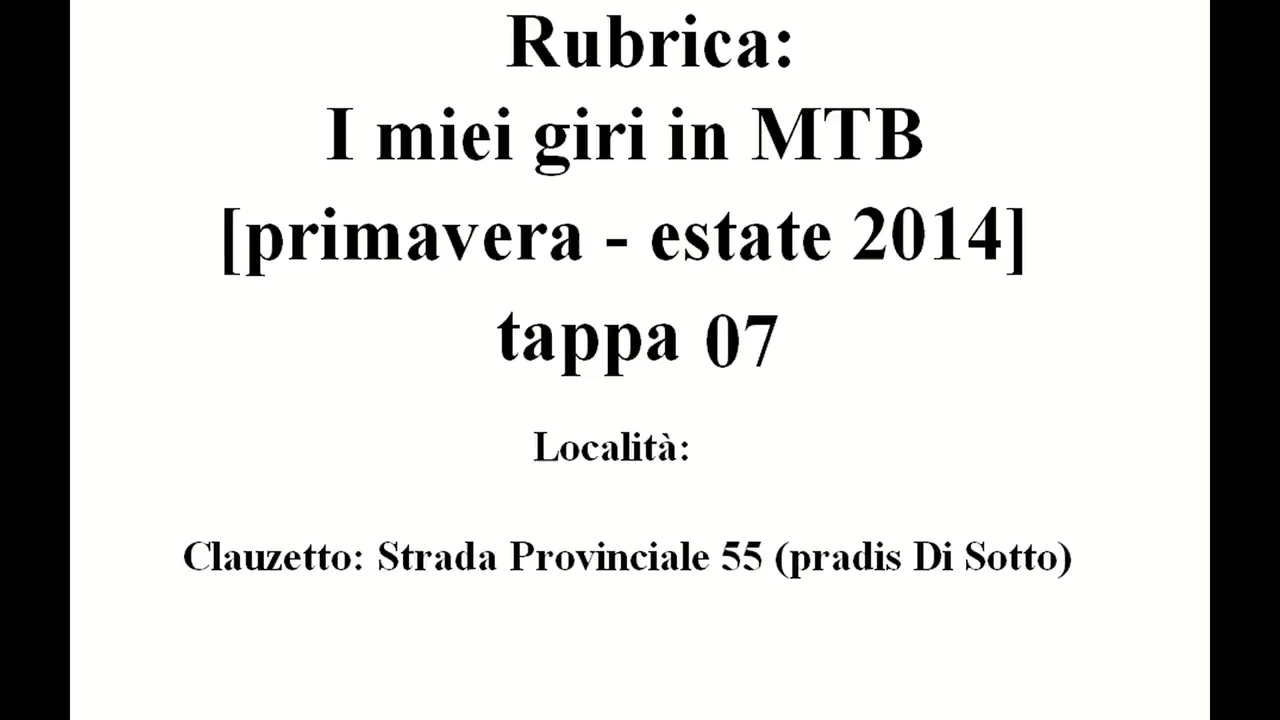 Rubrica:
I miei giri in MTB
[primavera - estate 2014]
tappa 07
Località:
Clauzetto: Strada Provinciale 55 (pradis Di Sotto)